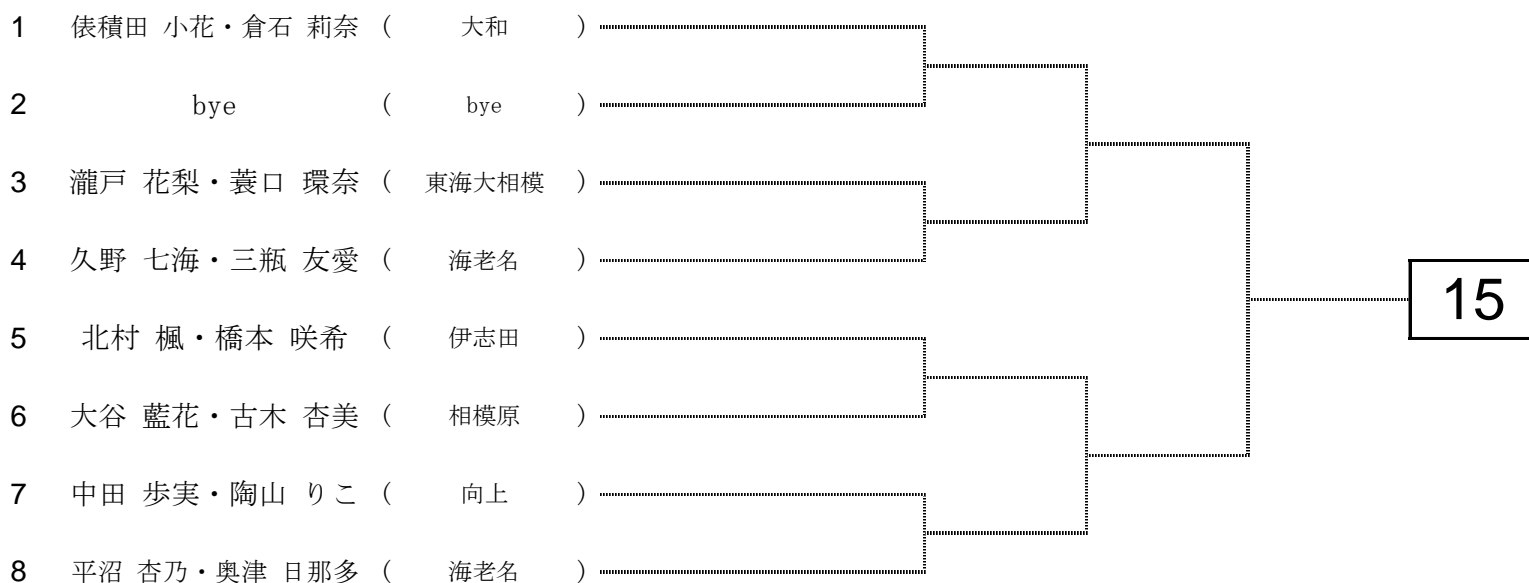 1 俵積田 小花・倉石 莉奈 ( 大和 )
2 bye ( bye )
3 瀧戸 花梨・蓑口 環奈 ( 東海大相模 )
4 久野 七海・三瓶 友愛 ( 海老名 )
15
5 北村 楓・橋本 咲希 ( 伊志田 )
6 大谷 藍花・古木 杏美 ( 相模原 )
7 中田 歩実・陶山 りこ ( 向上 )
8 平沼 杏乃・奥津 日那多 ( 海老名 )